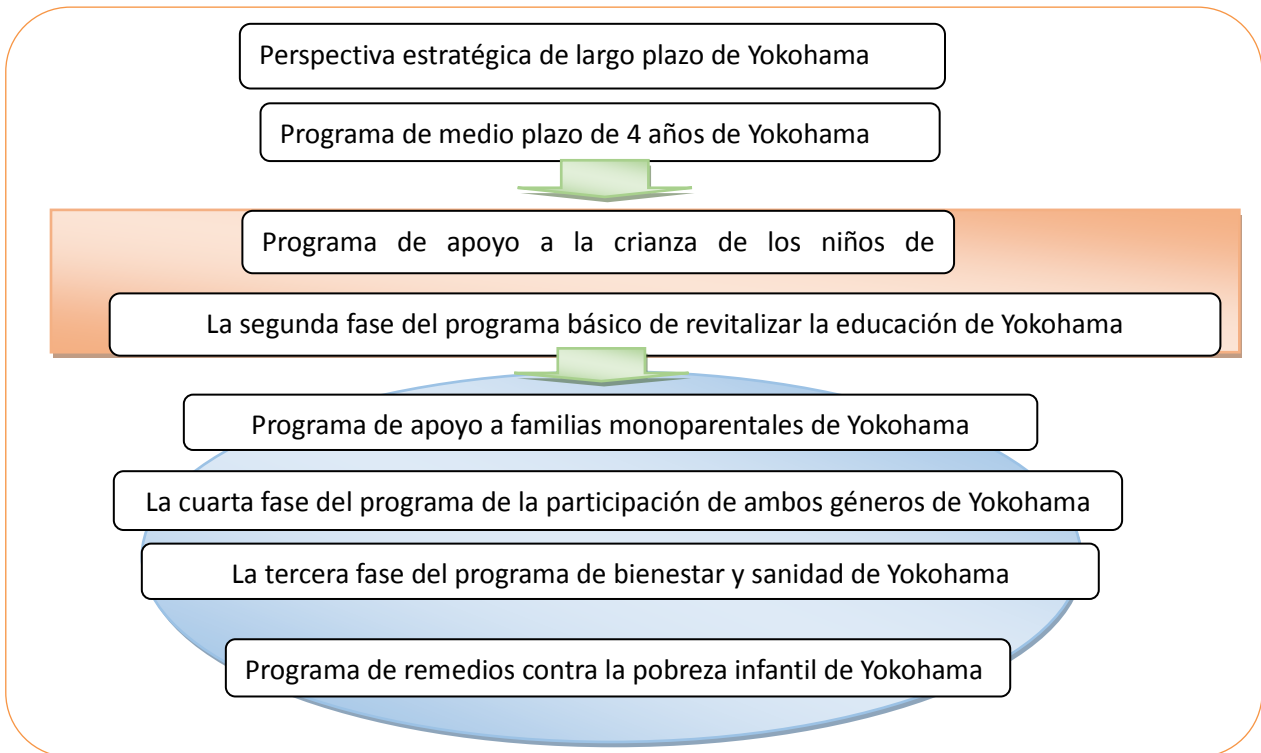 Perspectiva estratégica de largo plazo de Yokohama
Programa de medio plazo de 4 años de Yokohama
Programa de apoyo a la crianza de los niños de
La segunda fase del programa básico de revitalizar la educación de Yokohama
Programa de apoyo a familias monoparentales de Yokohama
La cuarta fase del programa de la participación de ambos géneros de Yokohama
La tercera fase del programa de bienestar y sanidad de Yokohama
Programa de remedios contra la pobreza infantil de Yokohama